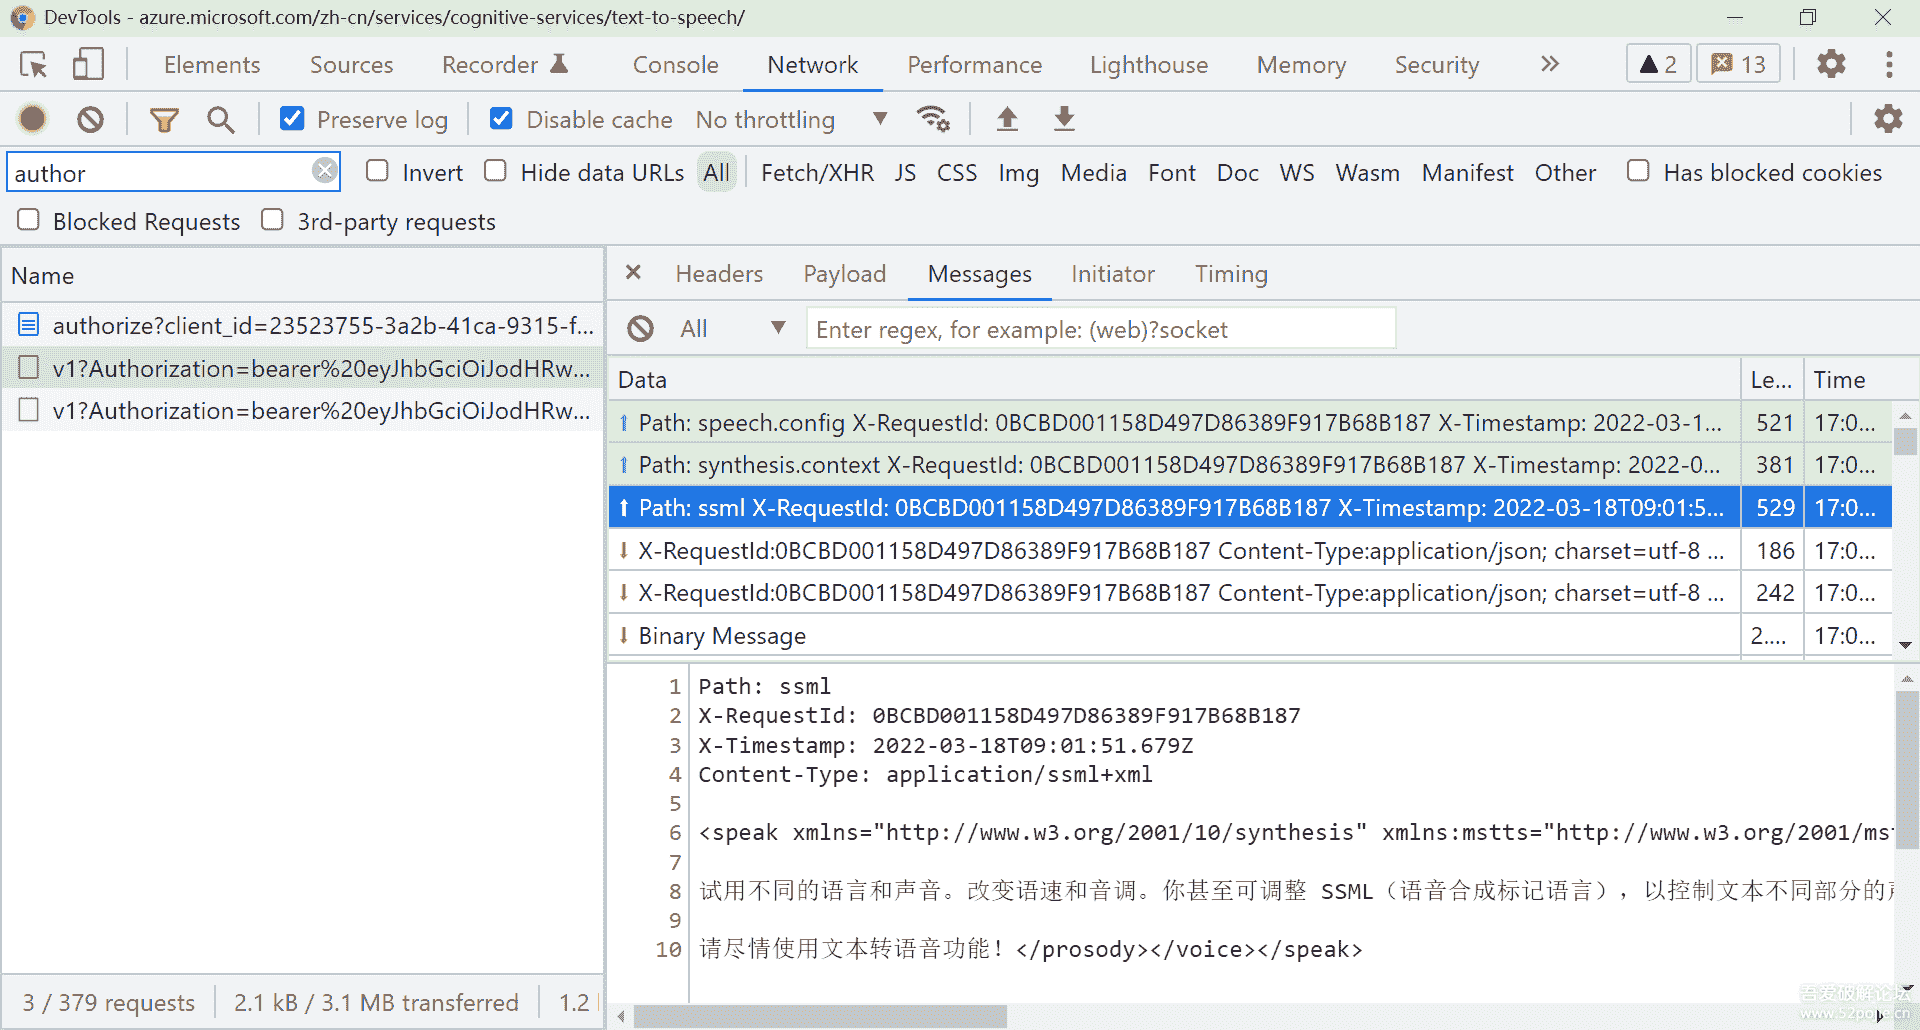 DevTools - azure.microsoft.com/zh-cn/services/cognitive-services/text-to-speech/
Elements Sources Recorder Console Network Performance Lighthouse Memory Security » 2 13
Preserve log Disable cache No throttling
author Invert Hide data URLs All Fetch/XHR JS CSS Img Media Font Doc WS Wasm Manifest Other Has blocked cookies
Blocked Requests 3rd-party requests
Name
authorize?client_id=23523755-3a2b-41ca-9315-f...
v1?Authorization=bearer%20eyJhbGciOiJodHRw...
v1?Authorization=bearer%20eyJhbGciOiJodHRw...
3 / 379 requests 2.1 kB / 3.1 MB transferred 1.2
Headers Payload Messages Initiator Timing
All Enter regex, for example: (web)?socket
Data Le... Time
Path: speech.config X-RequestId: 0BCBD001158D497D86389F917B68B187 X-Timestamp: 2022-03-1... 521 17:0...
Path: synthesis.context X-RequestId: 0BCBD001158D497D86389F917B68B187 X-Timestamp: 2022-0... 381 17:0...
Path: ssml X-RequestId: 0BCBD001158D497D86389F917B68B187 X-Timestamp: 2022-03-18T09:01:5... 529 17:0...
X-RequestId:0BCBD001158D497D86389F917B68B187 Content-Type:application/json; charset=utf-8 ... 186 17:0...
X-RequestId:0BCBD001158D497D86389F917B68B187 Content-Type:application/json; charset=utf-8 ... 242 17:0...
Binary Message 2.... 17:0...
1 Path: ssml
2 X-RequestId: 0BCBD001158D497D86389F917B68B187
3 X-Timestamp: 2022-03-18T09:01:51.679Z
4 Content-Type: application/ssml+xml
5
6 <speak xmlns="http://www.w3.org/2001/10/synthesis" xmlns:mstts="http://www.w3.org/2001/mst
7
8 试用不同的语言和声音。改变语速和音调。你甚至可调整 SSML（语音合成标记语言），以控制文本不同部分的声
9
10 请尽情使用文本转语音功能！</prosody></voice></speak>
吾爱破解论坛
www.52pojie.cn